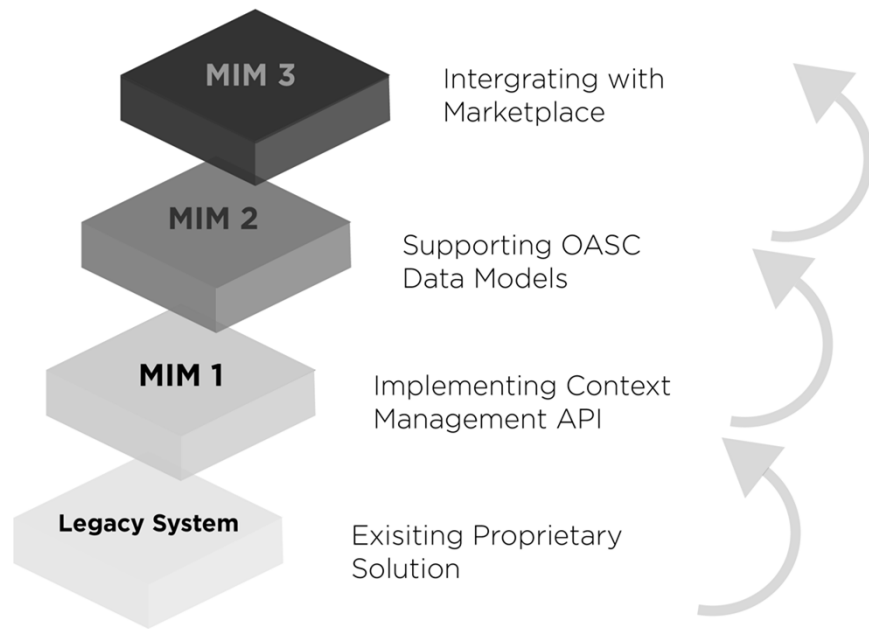 MIM 3
Intergrating with
Marketplace
MIM 2
Supporting OASC
Data Models
MIM 1
Implementing Context
Management API
Legacy System
Exisiting Proprietary
Solution